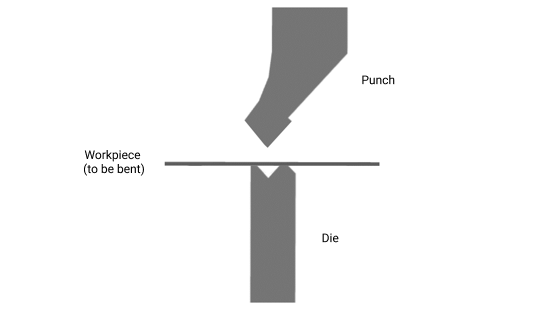 Punch
Workpiece
(to be bent)
Die